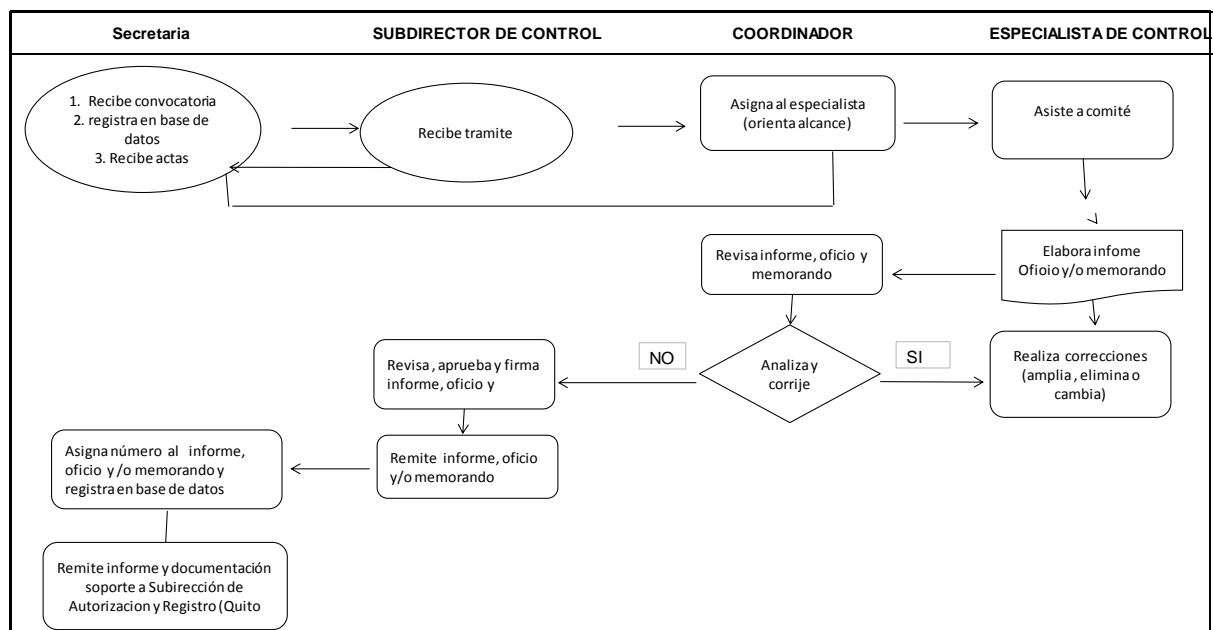 Secretaria
SUBDIRECTOR DE CONTROL
COORDINADOR
ESPECIALISTA DE CONTROL
1. Recibe convocatoria
2. registra en base de
datos
3. Recibe actas
Recibe tramite
Asigna al especialista
(orienta alcance)
Asiste a comité
Revisa informe, oficio y
memorando
Elabora infome
Ofioio y/o memorando
Revisa , aprueba y firma
informe, oficio y
NO
Analiza y
corrije
SI
Realiza correcciones
(amplia , elimina o
cambia)
Asigna número al informe,
oficio y /o memorando y
registra en base de datos
Remite informe, oficio
y/o memorando
Remite informe y documentación
soporte a Subirección de
Autorizacion y Registro (Quito